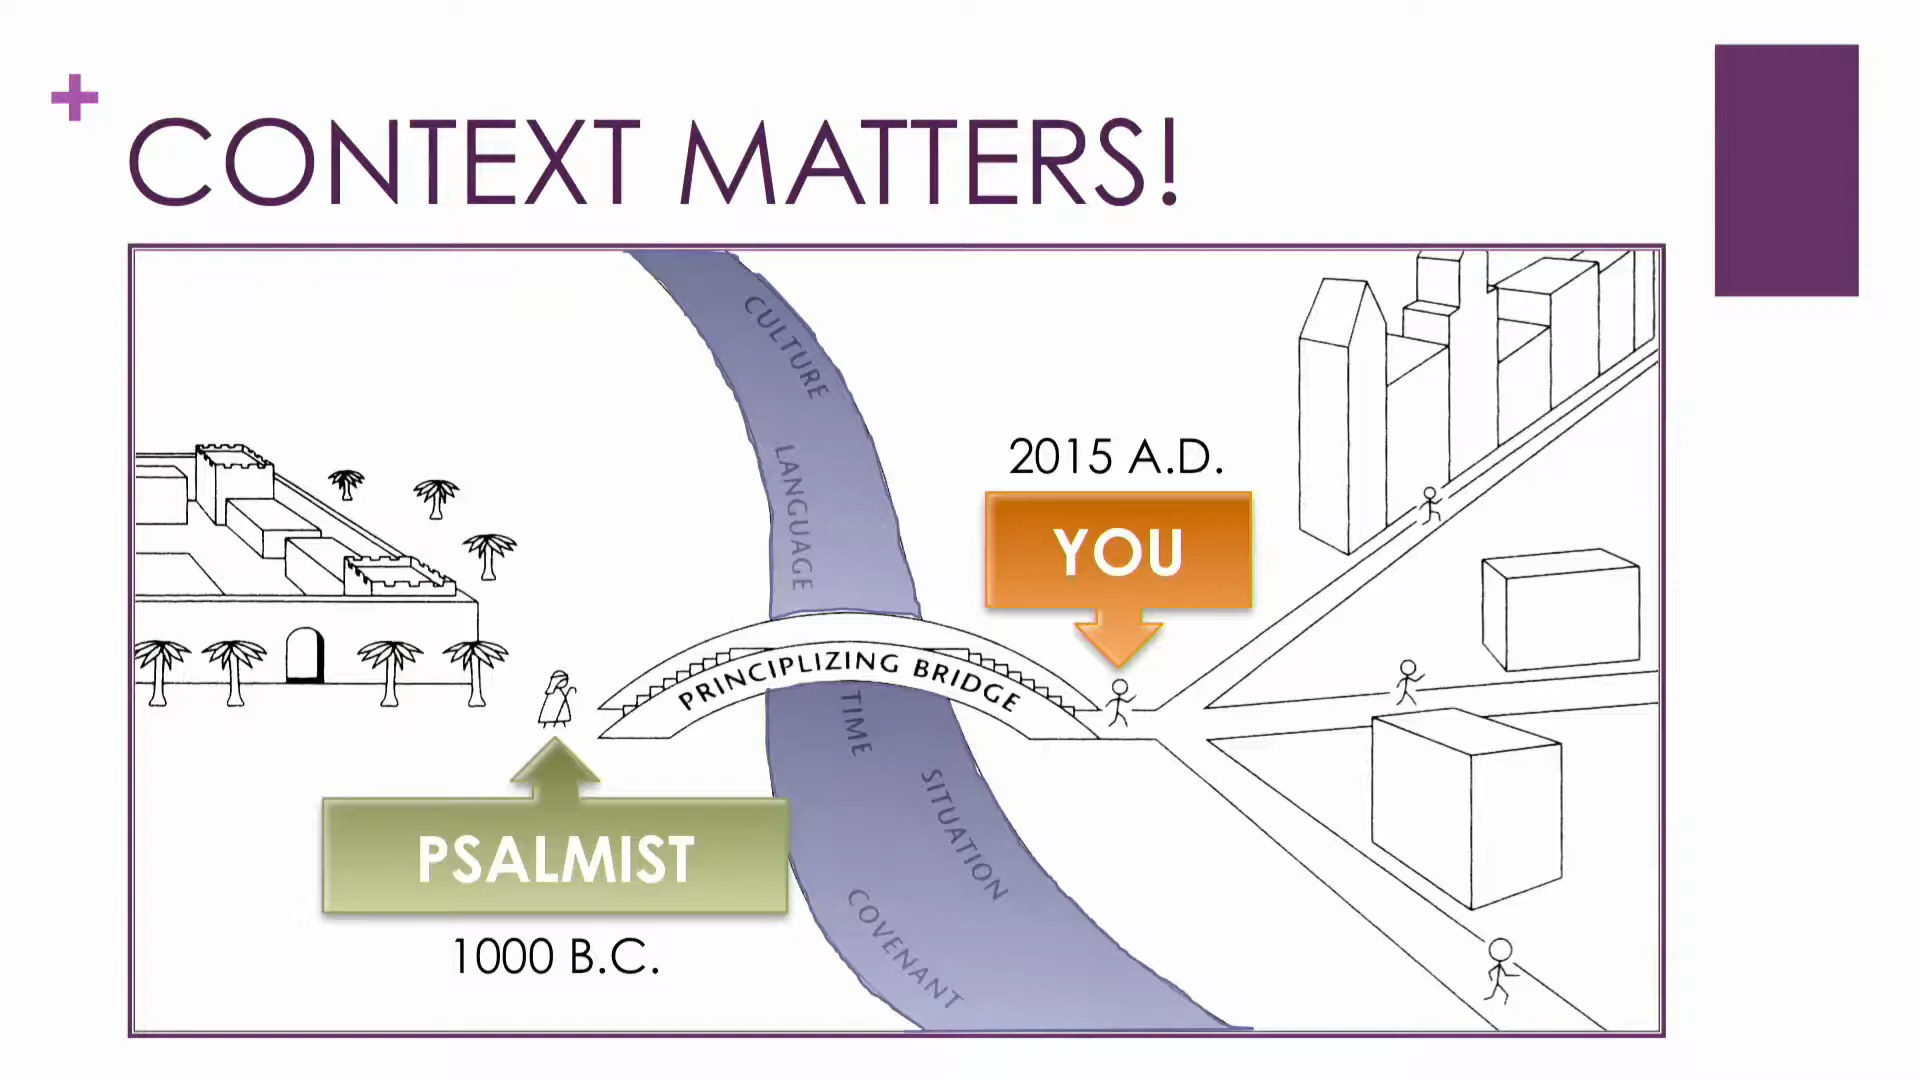 CONTEXT MATTERS!
CULTURE
LANGUAGE
2015 A.D.
YOU
PRINCIPLIZING BRIDGE
TIME
SITUATION
PSALMIST
COVENANT
1000 B.C.